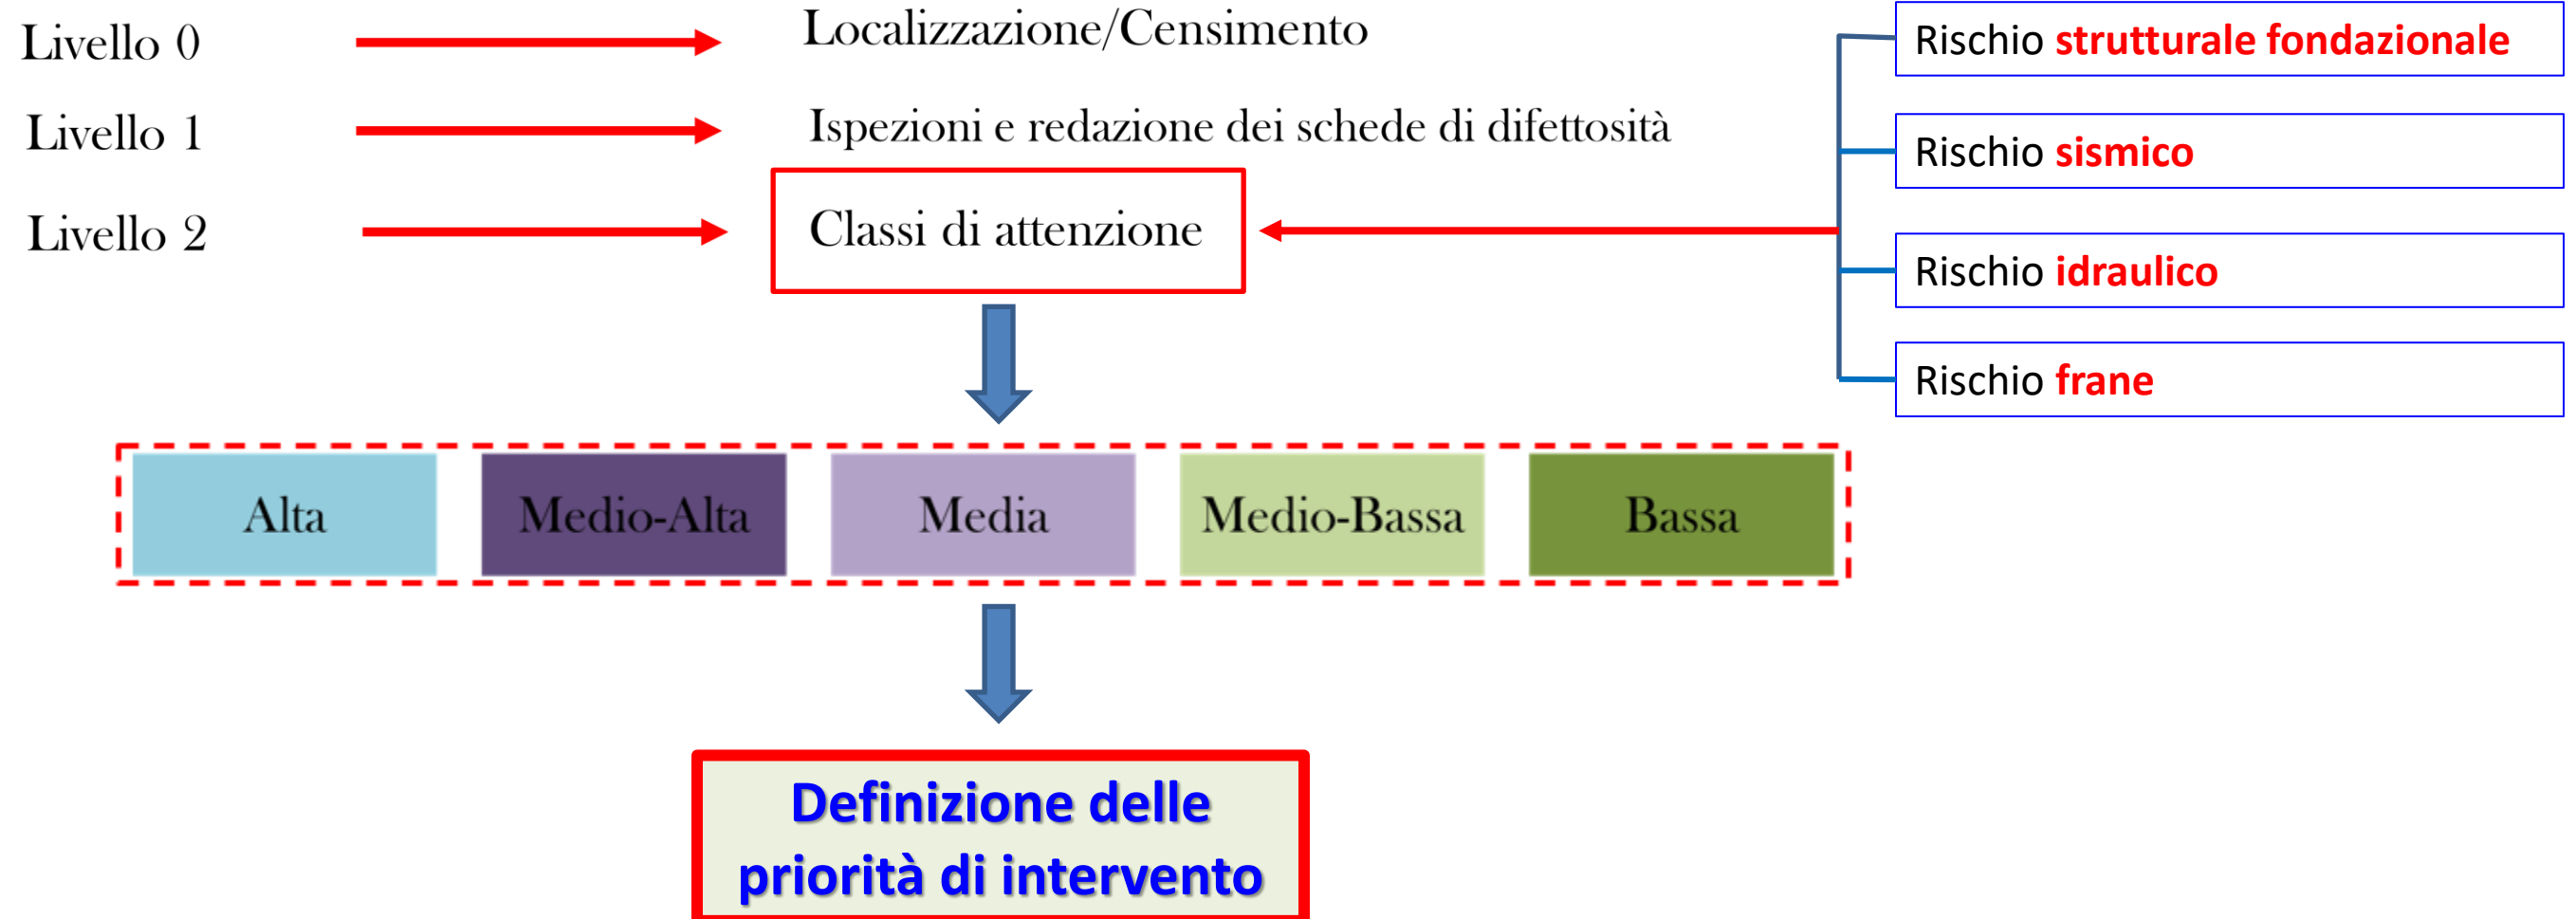 Livello 0
Localizzazione/Censimento
Livello 1
Ispezioni e redazione dei schede di difettosità
Livello 2
Classi di attenzione
Rischio strutturale fondazionale
Rischio sismico
Rischio idraulico
Rischio frane
Alta
Medio-Alta
Media
Medio-Bassa
Bassa
Definizione delle
priorità di intervento